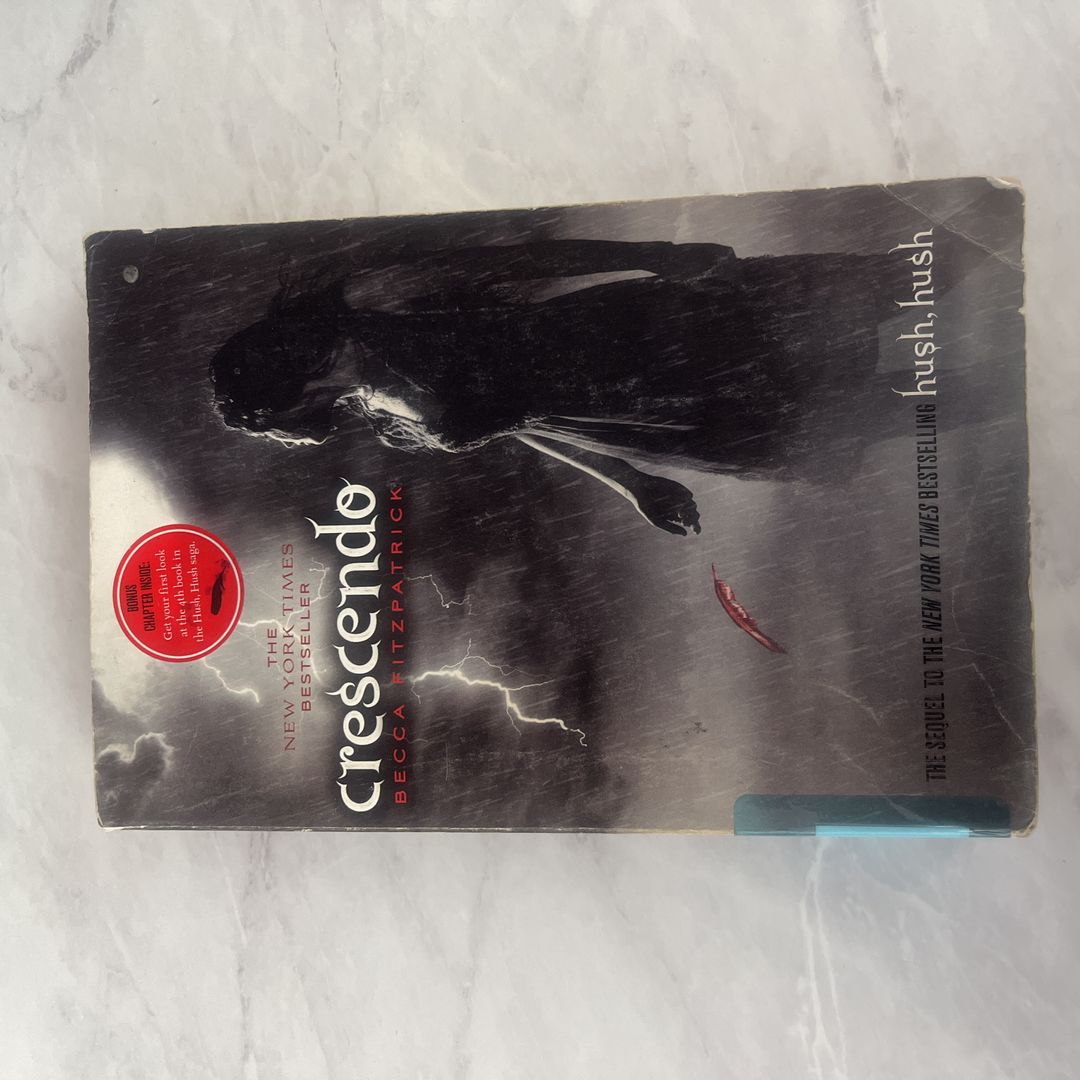 BONUS
CHAPTER INSIDE:
Get your first look
at the 4th book in
the Hush, Hush saga.
THE
NEW YORK TIMES
BESTSELLER
crescendo
BECCA FITZPATRICK
THE SEQUEL TO THE NEW YORK TIMES BESTSELLING hush, hush